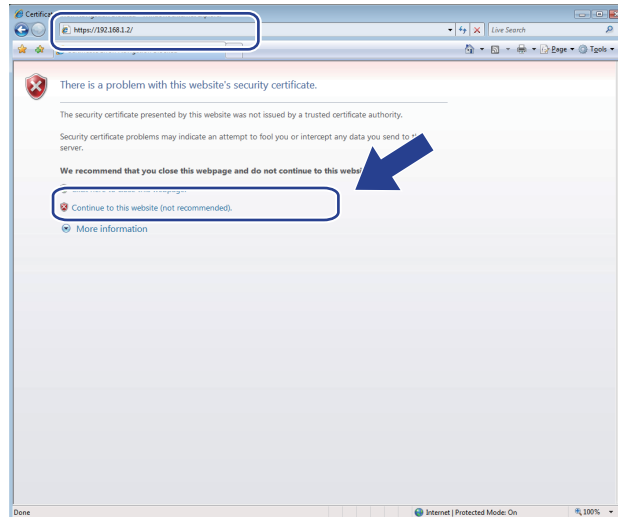 Certificat
https://192.168.1.2/
Live Search
Page
Tools
There is a problem with this website's security certificate.
The security certificate presented by this website was not issued by a trusted certificate authority.
Security certificate problems may indicate an attempt to fool you or intercept any data you send to the
server.
We recommend that you close this webpage and do not continue to this
Continue to this website (not recommended).
More information
Done
Internet | Protected Mode: On
100%